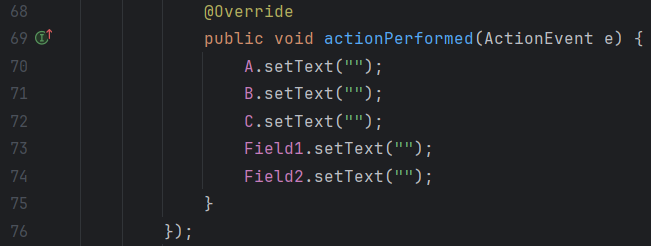 68 @Override
69 public void actionPerformed(ActionEvent e) {
70 A.setText("");
71 B.setText("");
72 C.setText("");
73 Field1.setText("");
74 Field2.setText("");
75 }
76 });